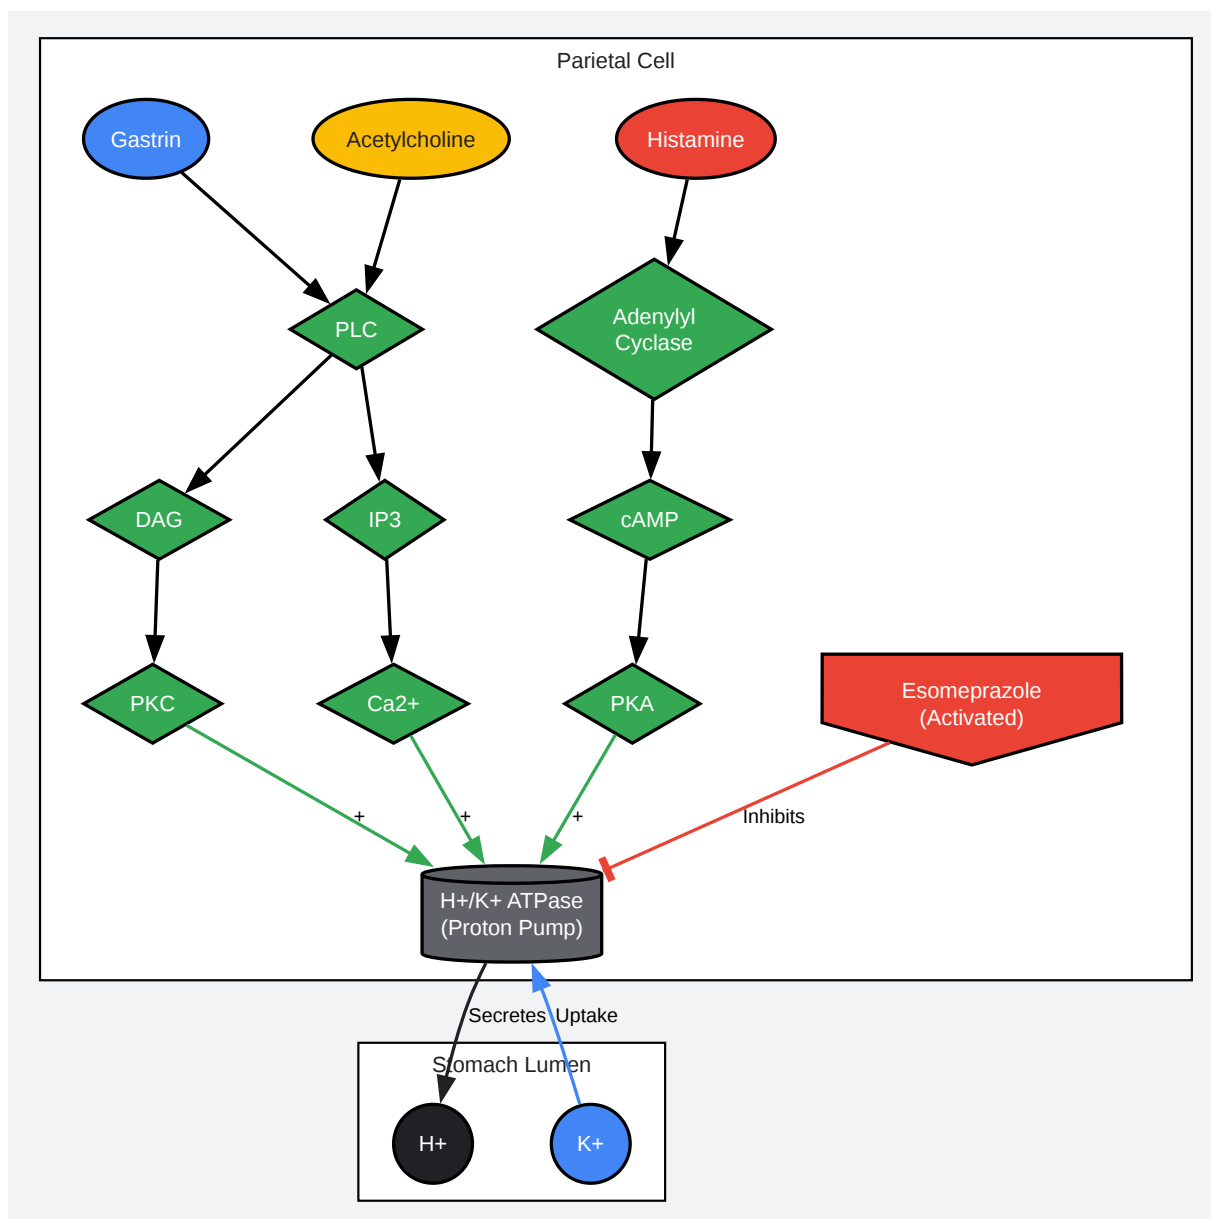 Parietal Cell
Gastrin
Acetylcholine
Histamine
PLC
Adenylyl
Cyclase
DAG
IP3
cAMP
PKC
Ca2+
PKA
Esomeprazole
(Activated)
+
+
+
Inhibits
H+/K+ ATPase
(Proton Pump)
Secretes
Uptake
Stomach Lumen
H+
K+